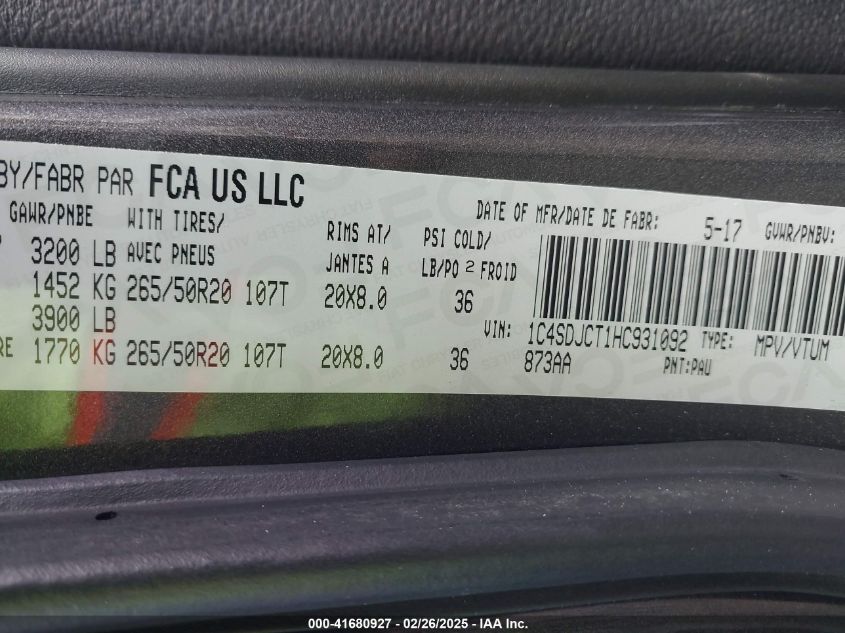 BY/FABR PAR FCA US LLC
DATE OF MFR/DATE DE FABR: 5-17 GVWR/PNBV:
GAWR/PNBE WITH TIRES/ RIMS AT/ PSI COLD/
3200 LB AVEC PNEUS JANTES A LB/PO 2 FROID
1452 KG 265/50R20 107T 20X8.0 36
3900 LB
VIN: 1C4SDJCT1HC931092 TYPE: MPV/VTUM
RE 1770 KG 265/50R20 107T 20X8.0 36
873AA PNT:PAU
000-41680927 - 02/26/2025 - IAA Inc.